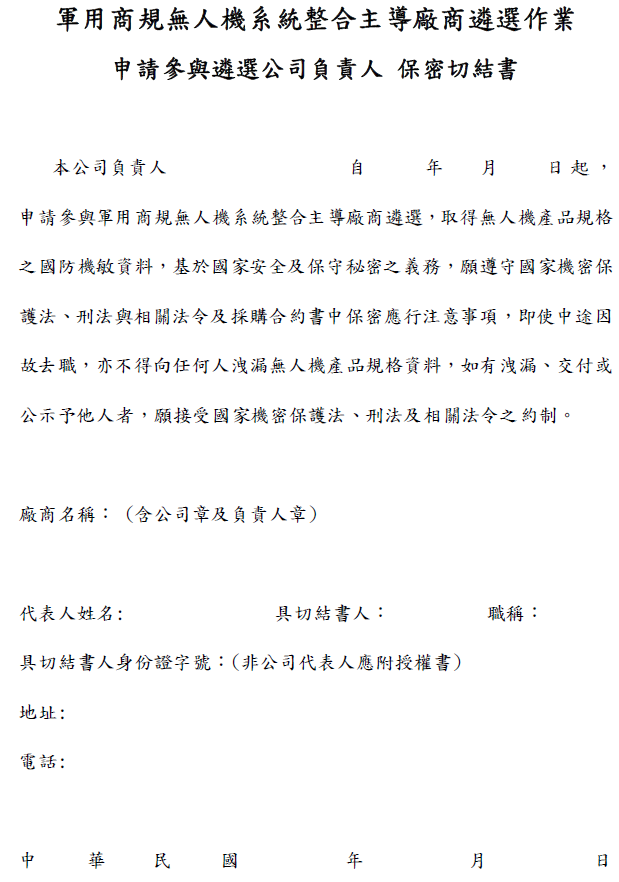 軍用商規無人機系統整合主導廠商遴選作業
申請參與遴選公司負責人 保密切結書
本公司負責人 自 年 月 日起，
申請參與軍用商規無人機系統整合主導廠商遴選，取得無人機產品規格
之國防機敏資料，基於國家安全及保守秘密之義務，願遵守國家機密保
護法、刑法與相關法令及採購合約書中保密應行注意事項，即使中途因
故去職，亦不得向任何人洩漏無人機產品規格資料，如有洩漏、交付或
公示予他人者，願接受國家機密保護法、刑法及相關法令之約制。
廠商名稱：（含公司章及負責人章）
代表人姓名: 具切結書人： 職稱：
具切結書人身份證字號：（非公司代表人應附授權書）
地址:
電話:
中 華 民 國 年 月 日